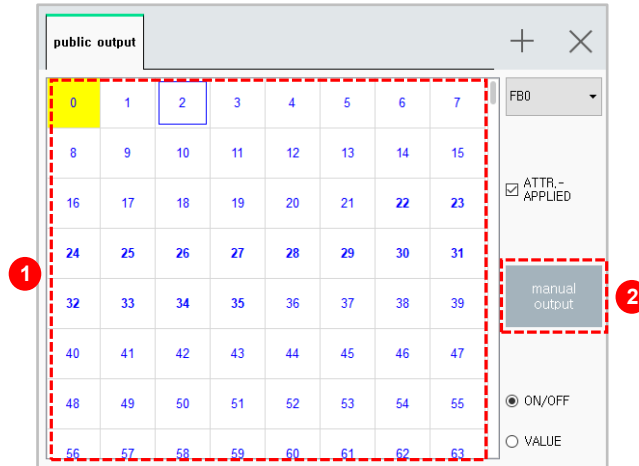 public output
0 1 2 3 4 5 6 7
FB0
8 9 10 11 12 13 14 15
ATTR,-
APPLIED
16 17 18 19 20 21 22 23
24 25 26 27 28 29 30 31
1
manual
output
2
32 33 34 35 36 37 38 39
40 41 42 43 44 45 46 47
48 49 50 51 52 53 54 55
ON/OFF
VALUE
56 57 58 59 60 61 62 63